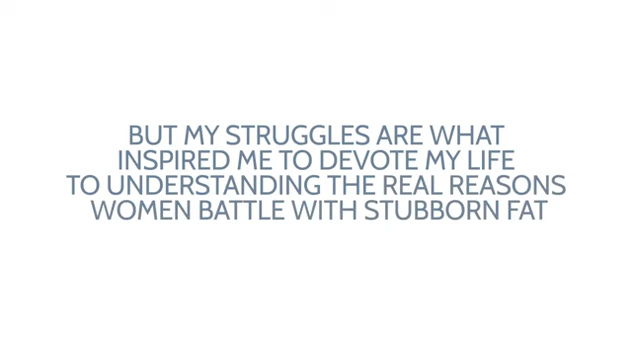 BUT MY STRUGGLES ARE WHAT
INSPIRED ME TO DEVOTE MY LIFE
TO UNDERSTANDING THE REAL REASONS
WOMEN BATTLE WITH STUBBORN FAT